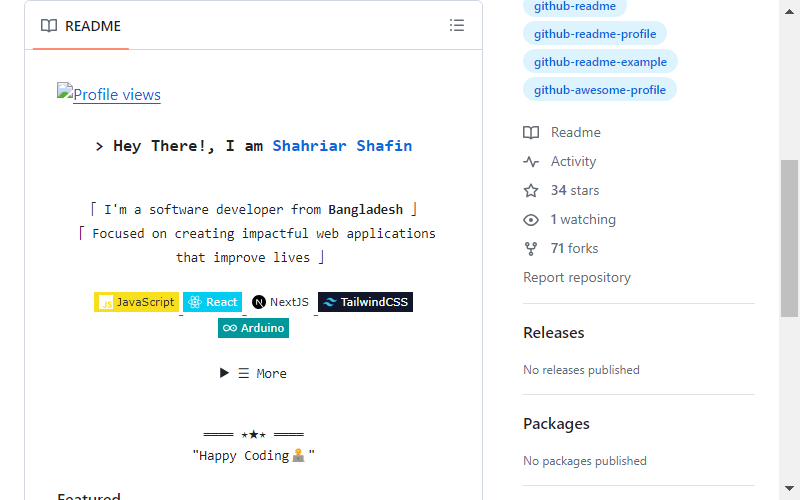 README
Profile views
> Hey There!, I am Shahriar Shafin
⌈ I'm a software developer from Bangladesh ⌋
⌈ Focused on creating impactful web applications
that improve lives ⌋
JS JavaScript React N NextJS TailwindCSS
Arduino
▶ ☰ More
════ ⋆★⋆ ════
"Happy Coding🧑‍💻"
Featured
github-readme
github-readme-profile
github-readme-example
github-awesome-profile
Readme
Activity
34 stars
1 watching
71 forks
Report repository
Releases
No releases published
Packages
No packages published